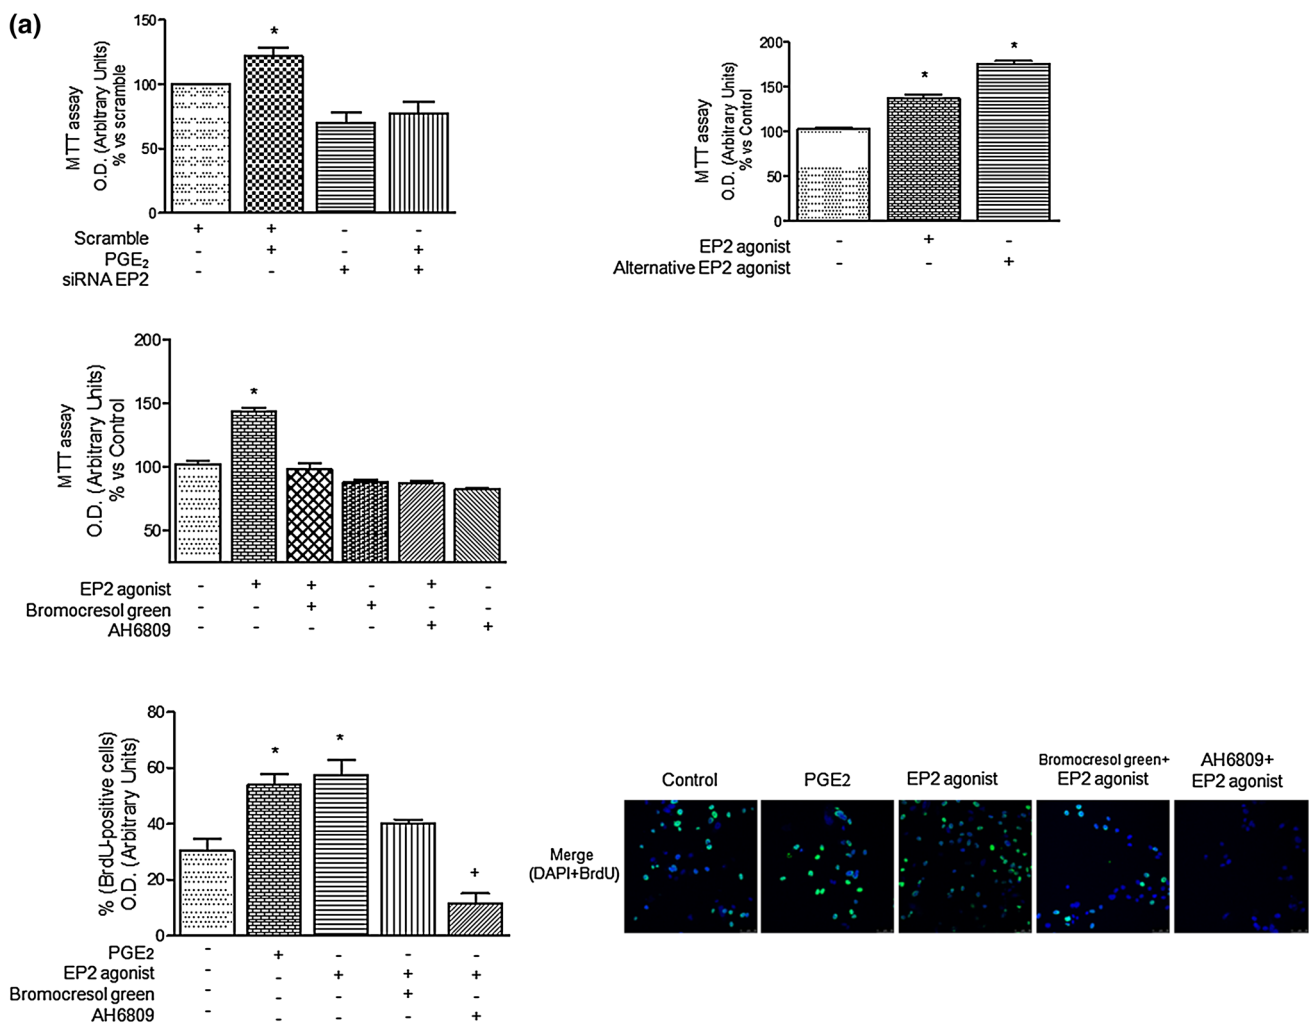 (a)
150
100
50
0
MTT assay
O.D. (Arbitrary Units)
% vs scramble
*
Scramble + + - -
PGE₂ - + - +
siRNA EP2 - - + +
200
150
100
50
0
MTT assay
O.D. (Arbitrary Units)
% vs Control
* *
EP2 agonist - + -
Alternative EP2 agonist - - +
200
150
100
50
MTT assay
O.D. (Arbitrary Units)
% vs Control
*
EP2 agonist - + + - + -
Bromocresol green - - + + - -
AH6809 - - - - + +
80
60
40
20
0
% (BrdU-positive cells)
O.D. (Arbitrary Units)
* * +
PGE2 - + - - -
EP2 agonist - - + + +
Bromocresol green - - - + -
AH6809 - - - - +
Control
PGE2
EP2 agonist
Bromocresol green+
EP2 agonist
AH6809+
EP2 agonist
Merge
(DAPI+BrdU)